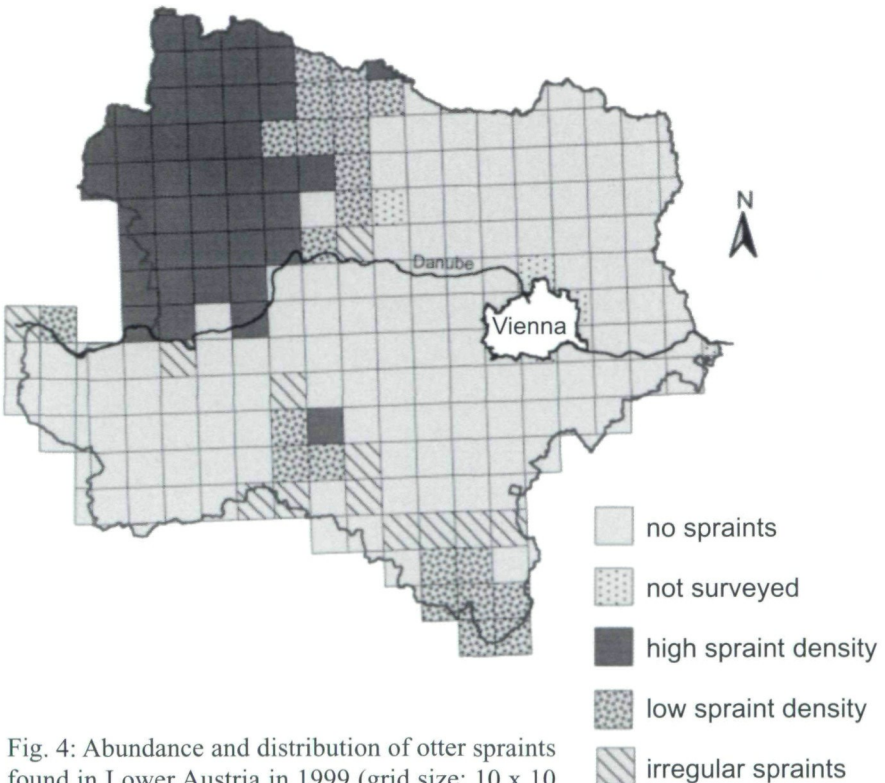 N
Danube
Vienna
no spraints
not surveyed
high spraint density
low spraint density
irregular spraints
Fig. 4: Abundance and distribution of otter spraints
found in Lower Austria in 1999 (grid size: 10 x 10